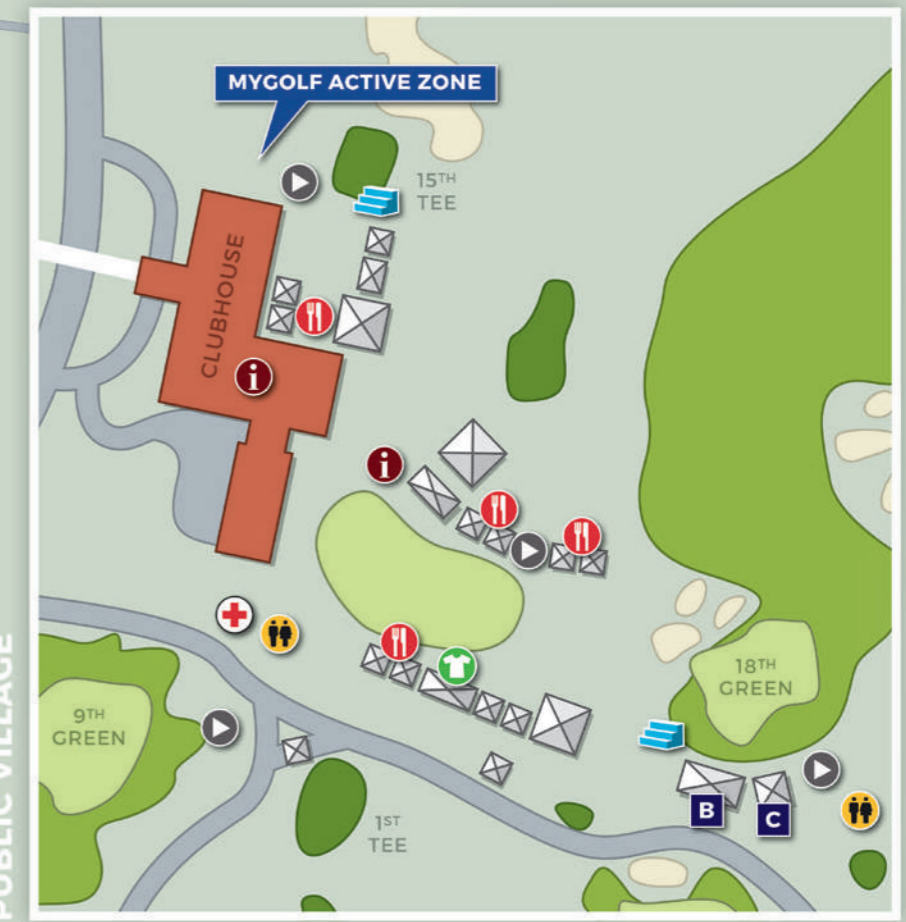 MYGOLF ACTIVE ZONE
15TH
TEE
CLUBHOUSE
i
i
18TH
GREEN
9TH
GREEN
B
C
1ST
TEE
PUBLIC VILLAGE